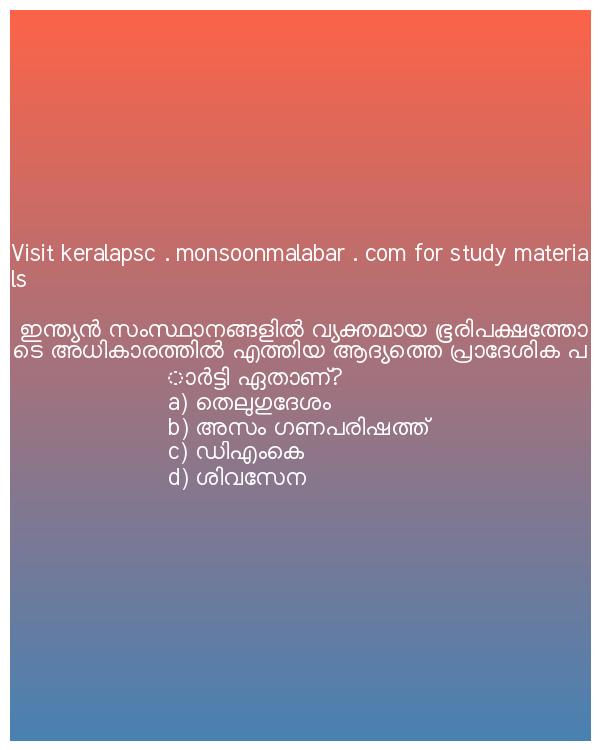 Visit keralapsc . monsoonmalabar . com for study materia
ls
ഇന്ത്യൻ സംസ്ഥാനങ്ങളിൽ വ്യക്തമായ ഭൂരിപക്ഷത്തോ
ടെ അധികാരത്തിൽ എത്തിയ ആദ്യത്തെ പ്രാദേശിക പ
ാർട്ടി ഏതാണ്?
a) തെലുഗുദേശം
b) അസം ഗണപരിഷത്ത്
c) ഡിഎംകെ
d) ശിവസേന